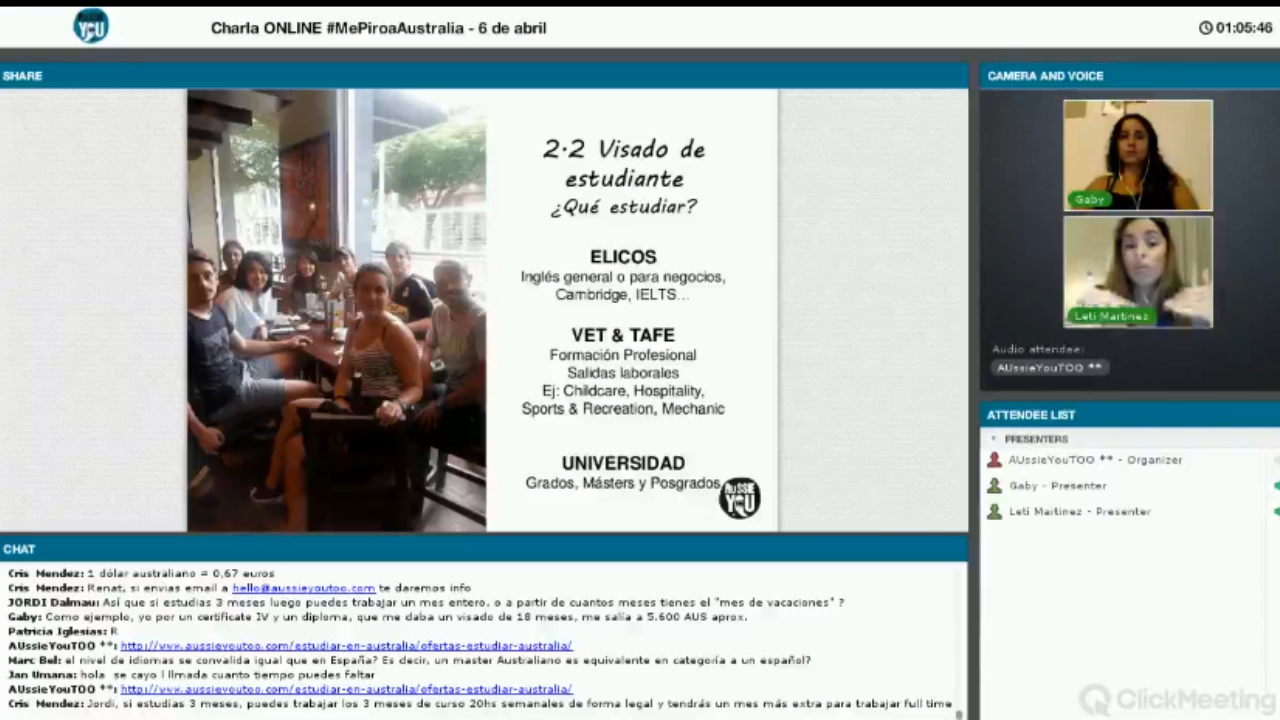 AUSSIE YOU
Charla ONLINE #MePiroaAustralia - 6 de abril
01:05:46
SHARE
2.2 Visado de
estudiante
¿Qué estudiar?
ELICOS
Inglés general o para negocios,
Cambridge, IELTS...
VET & TAFE
Formación Profesional
Salidas laborales
Ej: Childcare, Hospitality,
Sports & Recreation, Mechanic
UNIVERSIDAD
Grados, Másters y Posgrados
AUSSIE YOU
CAMERA AND VOICE
Gaby
Leti Martinez
Audio attendee:
AUssieYouTOO **
ATTENDEE LIST
PRESENTERS
AUssieYouTOO ** - Organizer
Gaby - Presenter
Leti Martinez - Presenter
CHAT
Cris Mendez: 1 dólar australiano = 0,67 euros
Cris Mendez: Renat, si envias email a hello@aussieyoutoo.com te daremos info
JORDI Dalmau: Así que si estudias 3 meses luego puedes trabajar un mes entero, o a partir de cuantos meses tienes el "mes de vacaciones" ?
Gaby: Como ejemplo, yo por un certificate IV y un diploma, que me daba un visado de 18 meses, me salía a 5.600 AUS aprox.
Patricia Iglesias: R
AUssieYouTOO **: http://www.aussieyoutoo.com/estudiar-en-australia/ofertas-estudiar-australia/
Marc Bel: el nivel de idiomas se convalida igual que en España? Es decir, un master Australiano es equivalente en categoría a un español?
Jan Umana: hola se cayo l llmada cuanto tiempo puedes faltar
AUssieYouTOO **: http://www.aussieyoutoo.com/estudiar-en-australia/ofertas-estudiar-australia/
Cris Mendez: Jordi, si estudias 3 meses, puedes trabajar los 3 meses de curso 20hs semanales de forma legal y tendrás un mes más extra para trabajar full time
ClickMeeting